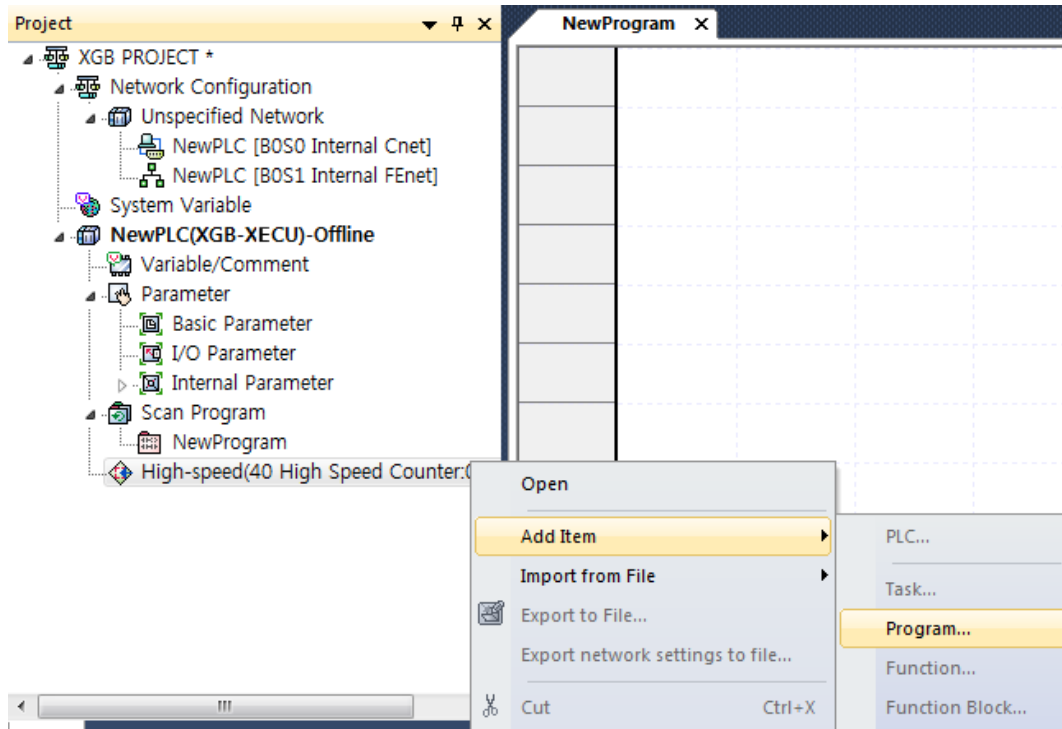 Project
XGB PROJECT *
Network Configuration
Unspecified Network
NewPLC [B0S0 Internal Cnet]
NewPLC [B0S1 Internal FEnet]
System Variable
NewPLC(XGB-XECU)-Offline
Variable/Comment
Parameter
Basic Parameter
I/O Parameter
Internal Parameter
Scan Program
NewProgram
High-speed(40 High Speed Counter:
NewProgram
Open
Add Item
Import from File
Export to File...
Export network settings to file...
Cut Ctrl+X
PLC...
Task...
Program...
Function...
Function Block...